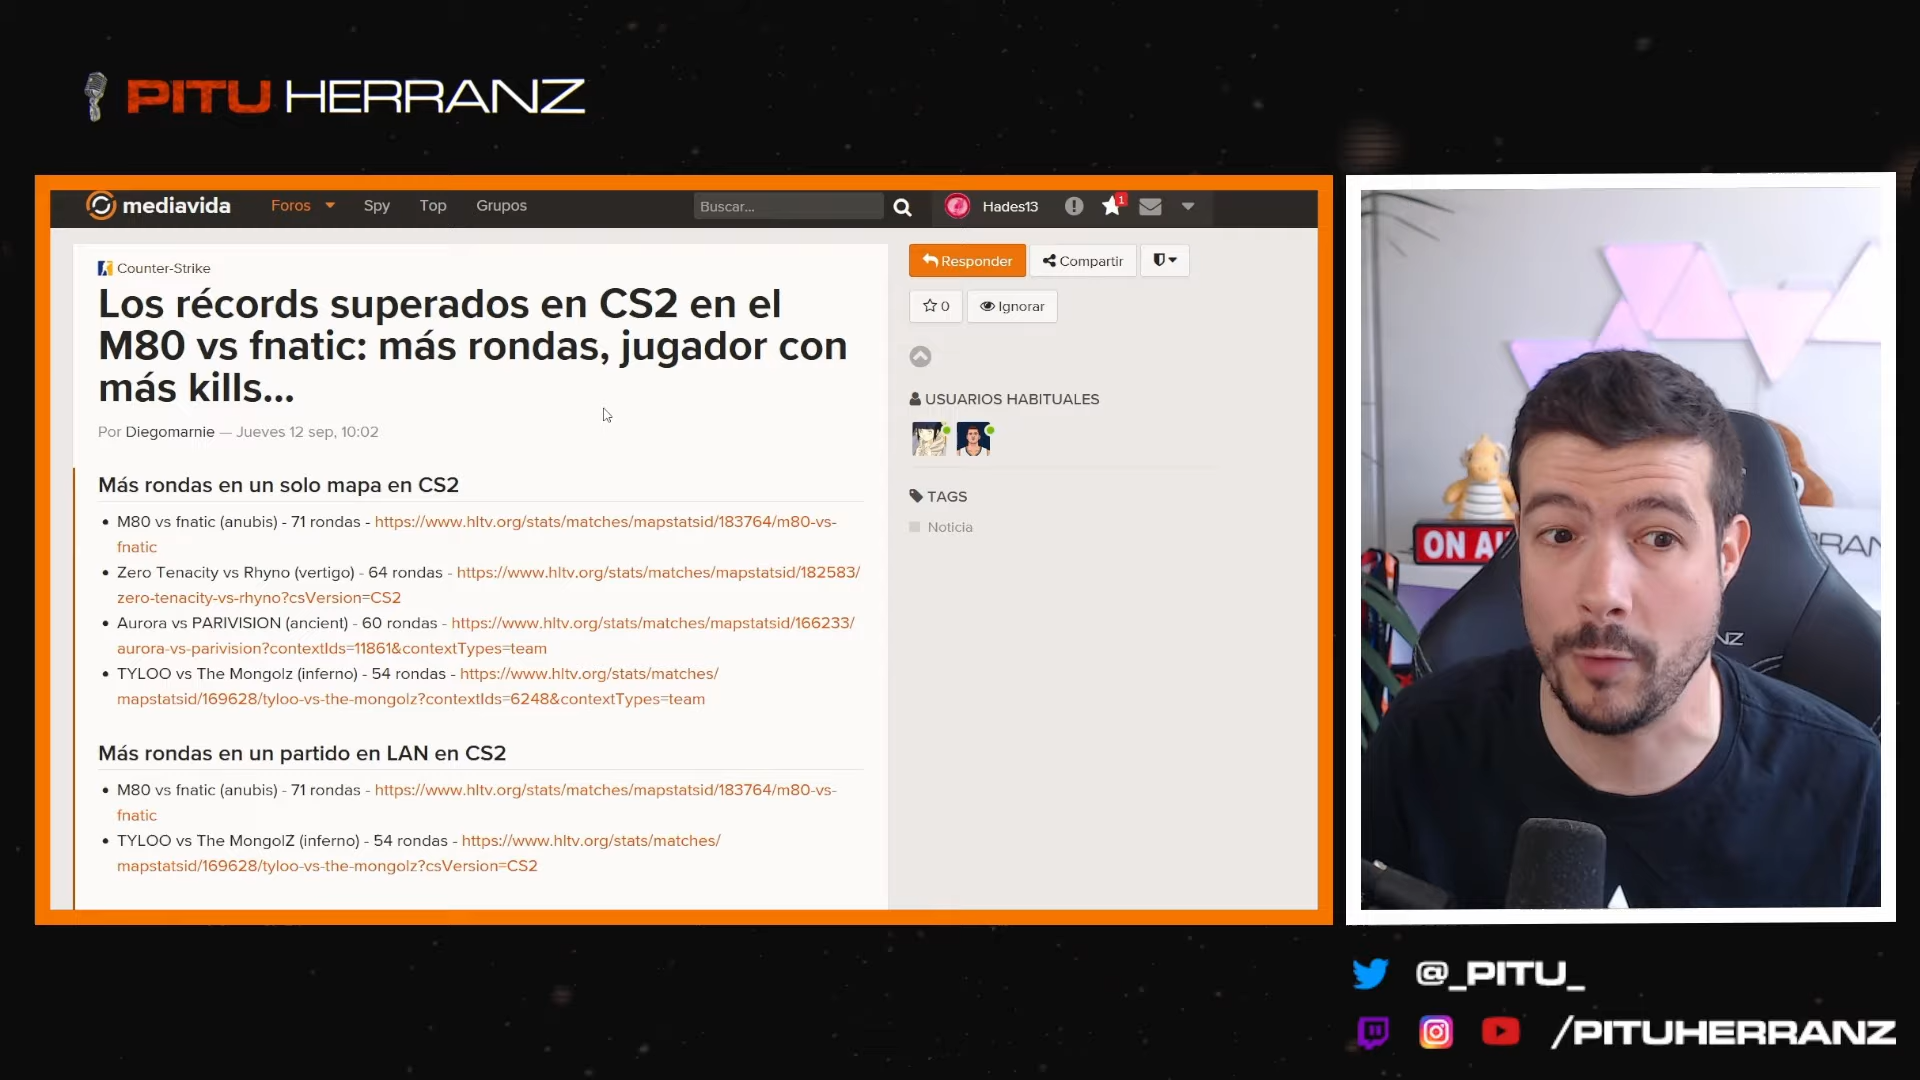 PITU HERRANZ
mediavida
Foros
Spy
Top
Grupos
Buscar...
Hades13
1
Counter-Strike
Los récords superados en CS2 en el
M80 vs fnatic: más rondas, jugador con
más kills...
Por Diegomarnie — Jueves 12 sep, 10:02
Más rondas en un solo mapa en CS2
• M80 vs fnatic (anubis) - 71 rondas - https://www.hltv.org/stats/matches/mapstatsid/183764/m80-vs-
fnatic
• Zero Tenacity vs Rhyno (vertigo) - 64 rondas - https://www.hltv.org/stats/matches/mapstatsid/182583/
zero-tenacity-vs-rhyno?csVersion=CS2
• Aurora vs PARIVISION (ancient) - 60 rondas - https://www.hltv.org/stats/matches/mapstatsid/166233/
aurora-vs-parivision?contextIds=11861&contextTypes=team
• TYLOO vs The Mongolz (inferno) - 54 rondas - https://www.hltv.org/stats/matches/
mapstatsid/169628/tyloo-vs-the-mongolz?contextIds=6248&contextTypes=team
Más rondas en un partido en LAN en CS2
• M80 vs fnatic (anubis) - 71 rondas - https://www.hltv.org/stats/matches/mapstatsid/183764/m80-vs-
fnatic
• TYLOO vs The MongolZ (inferno) - 54 rondas - https://www.hltv.org/stats/matches/
mapstatsid/169628/tyloo-vs-the-mongolz?csVersion=CS2
Responder
Compartir
0
Ignorar
USUARIOS HABITUALES
TAGS
Noticia
ON AI
@_PITU_
/PITUHERRANZ